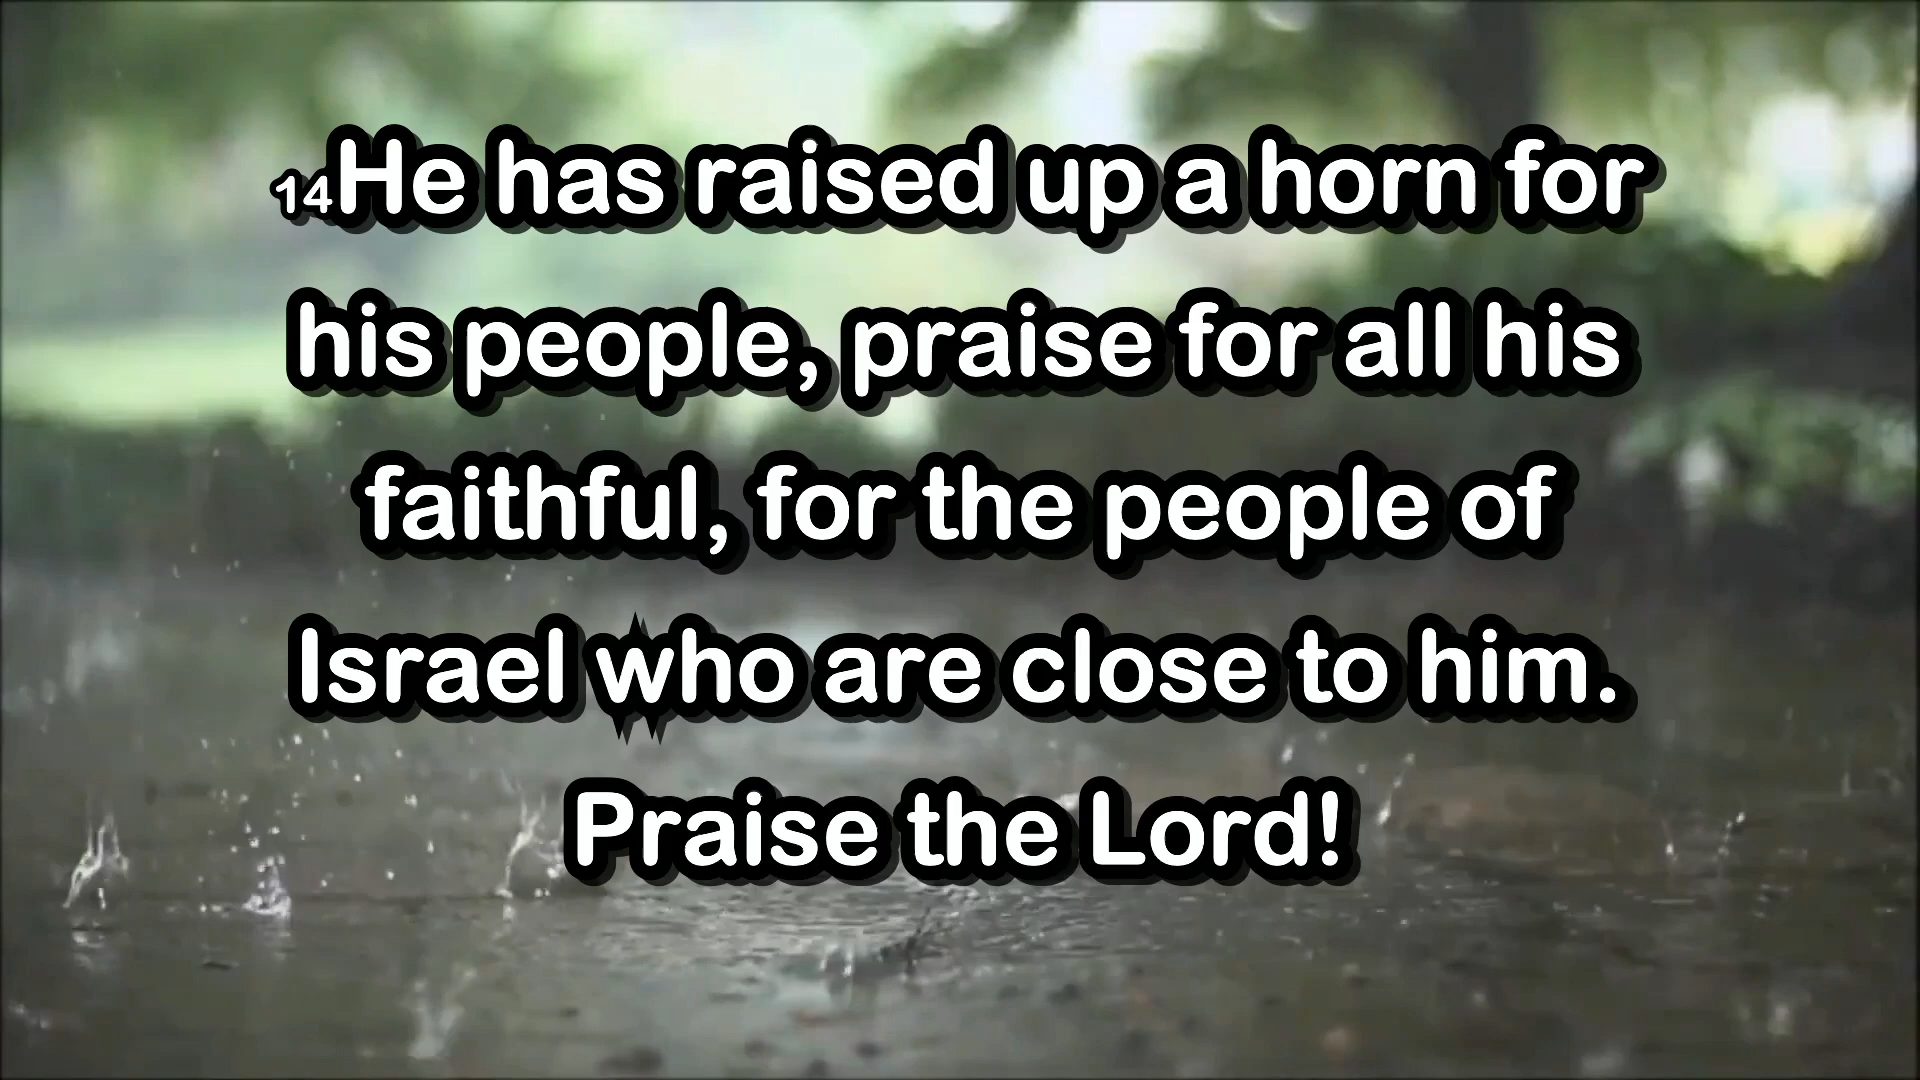 14He has raised up a horn for
his people, praise for all his
faithful, for the people of
Israel who are close to him.
Praise the Lord!